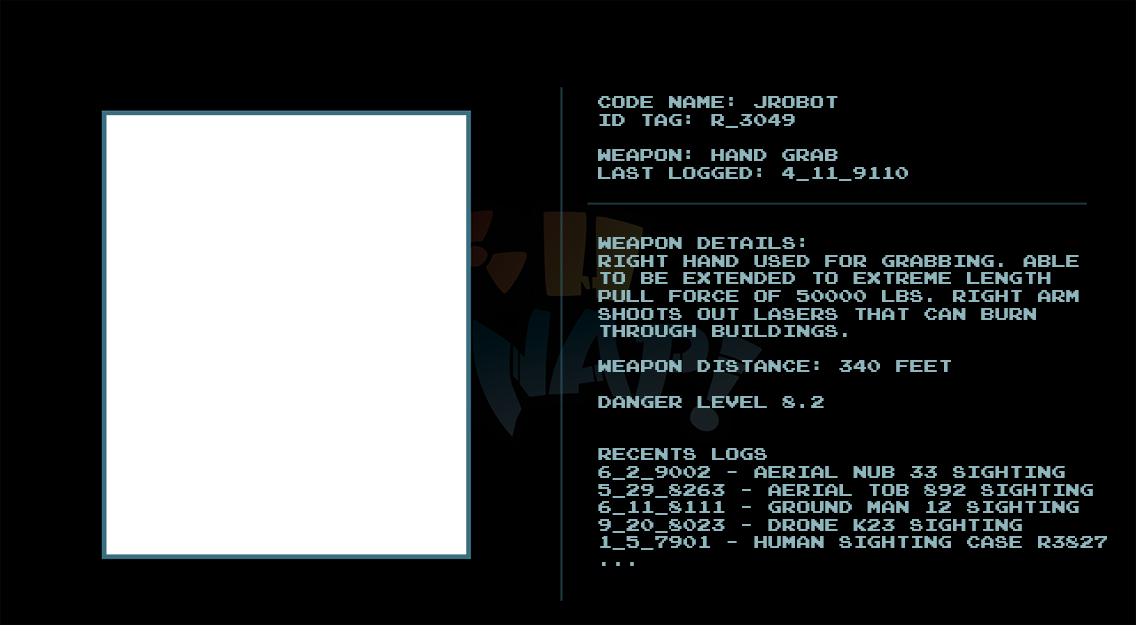 CODE NAME: JROBOT
ID TAG: R_3049
WEAPON: HAND GRAB
LAST LOGGED: 4_11_9110
WEAPON DETAILS:
RIGHT HAND USED FOR GRABBING. ABLE
TO BE EXTENDED TO EXTREME LENGTH
PULL FORCE OF 50000 LBS. RIGHT ARM
SHOOTS OUT LASERS THAT CAN BURN
THROUGH BUILDINGS.
WEAPON DISTANCE: 340 FEET
DANGER LEVEL 8.2
RECENTS LOGS
6_2_9002 - AERIAL NUB 33 SIGHTING
5_29_8263 - AERIAL TOB 892 SIGHTING
6_11_8111 - GROUND MAN 12 SIGHTING
9_20_8023 - DRONE K23 SIGHTING
1_5_7901 - HUMAN SIGHTING CASE R3827
...